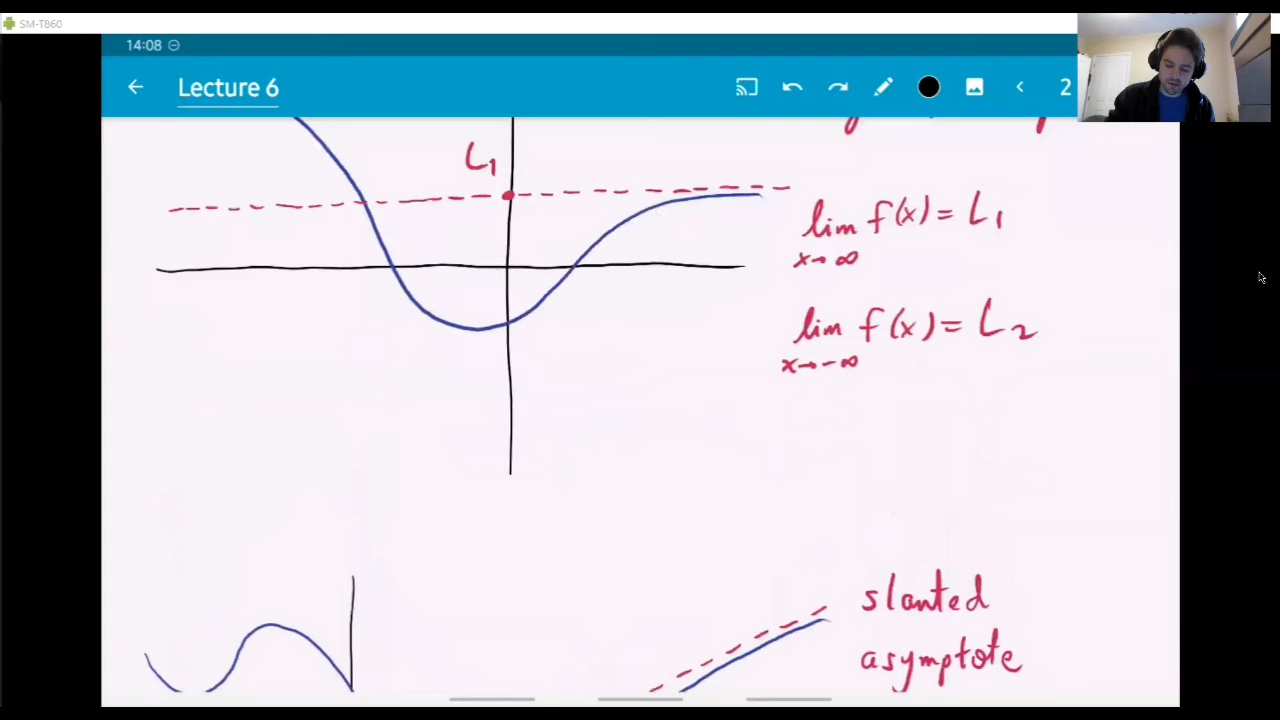 SM-T860
14:08
Lecture 6
2
L₁
lim f(x) = L₁
x→∞
lim f(x) = L₂
x→-∞
slanted
asymptote